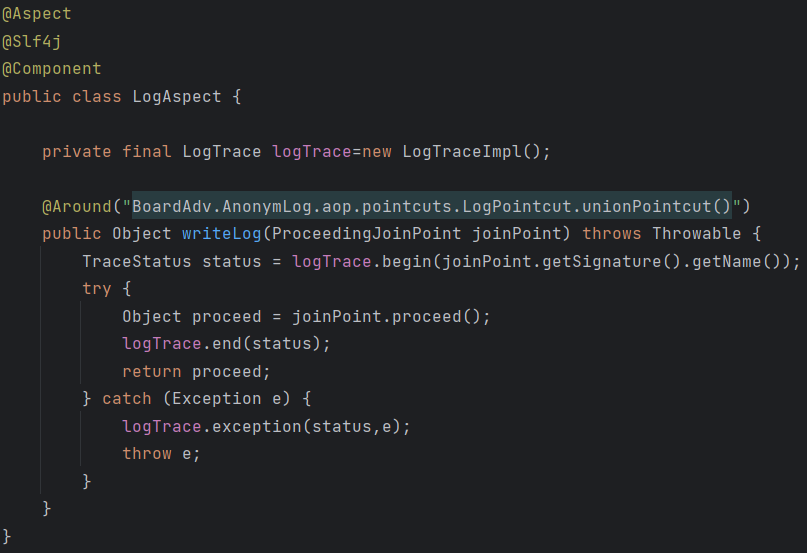 @Aspect
@Slf4j
@Component
public class LogAspect {
private final LogTrace logTrace=new LogTraceImpl();
@Around("BoardAdv.AnonymLog.aop.pointcuts.LogPointcut.unionPointcut()")
public Object writeLog(ProceedingJoinPoint joinPoint) throws Throwable {
TraceStatus status = logTrace.begin(joinPoint.getSignature().getName());
try {
Object proceed = joinPoint.proceed();
logTrace.end(status);
return proceed;
} catch (Exception e) {
logTrace.exception(status,e);
throw e;
}
}
}